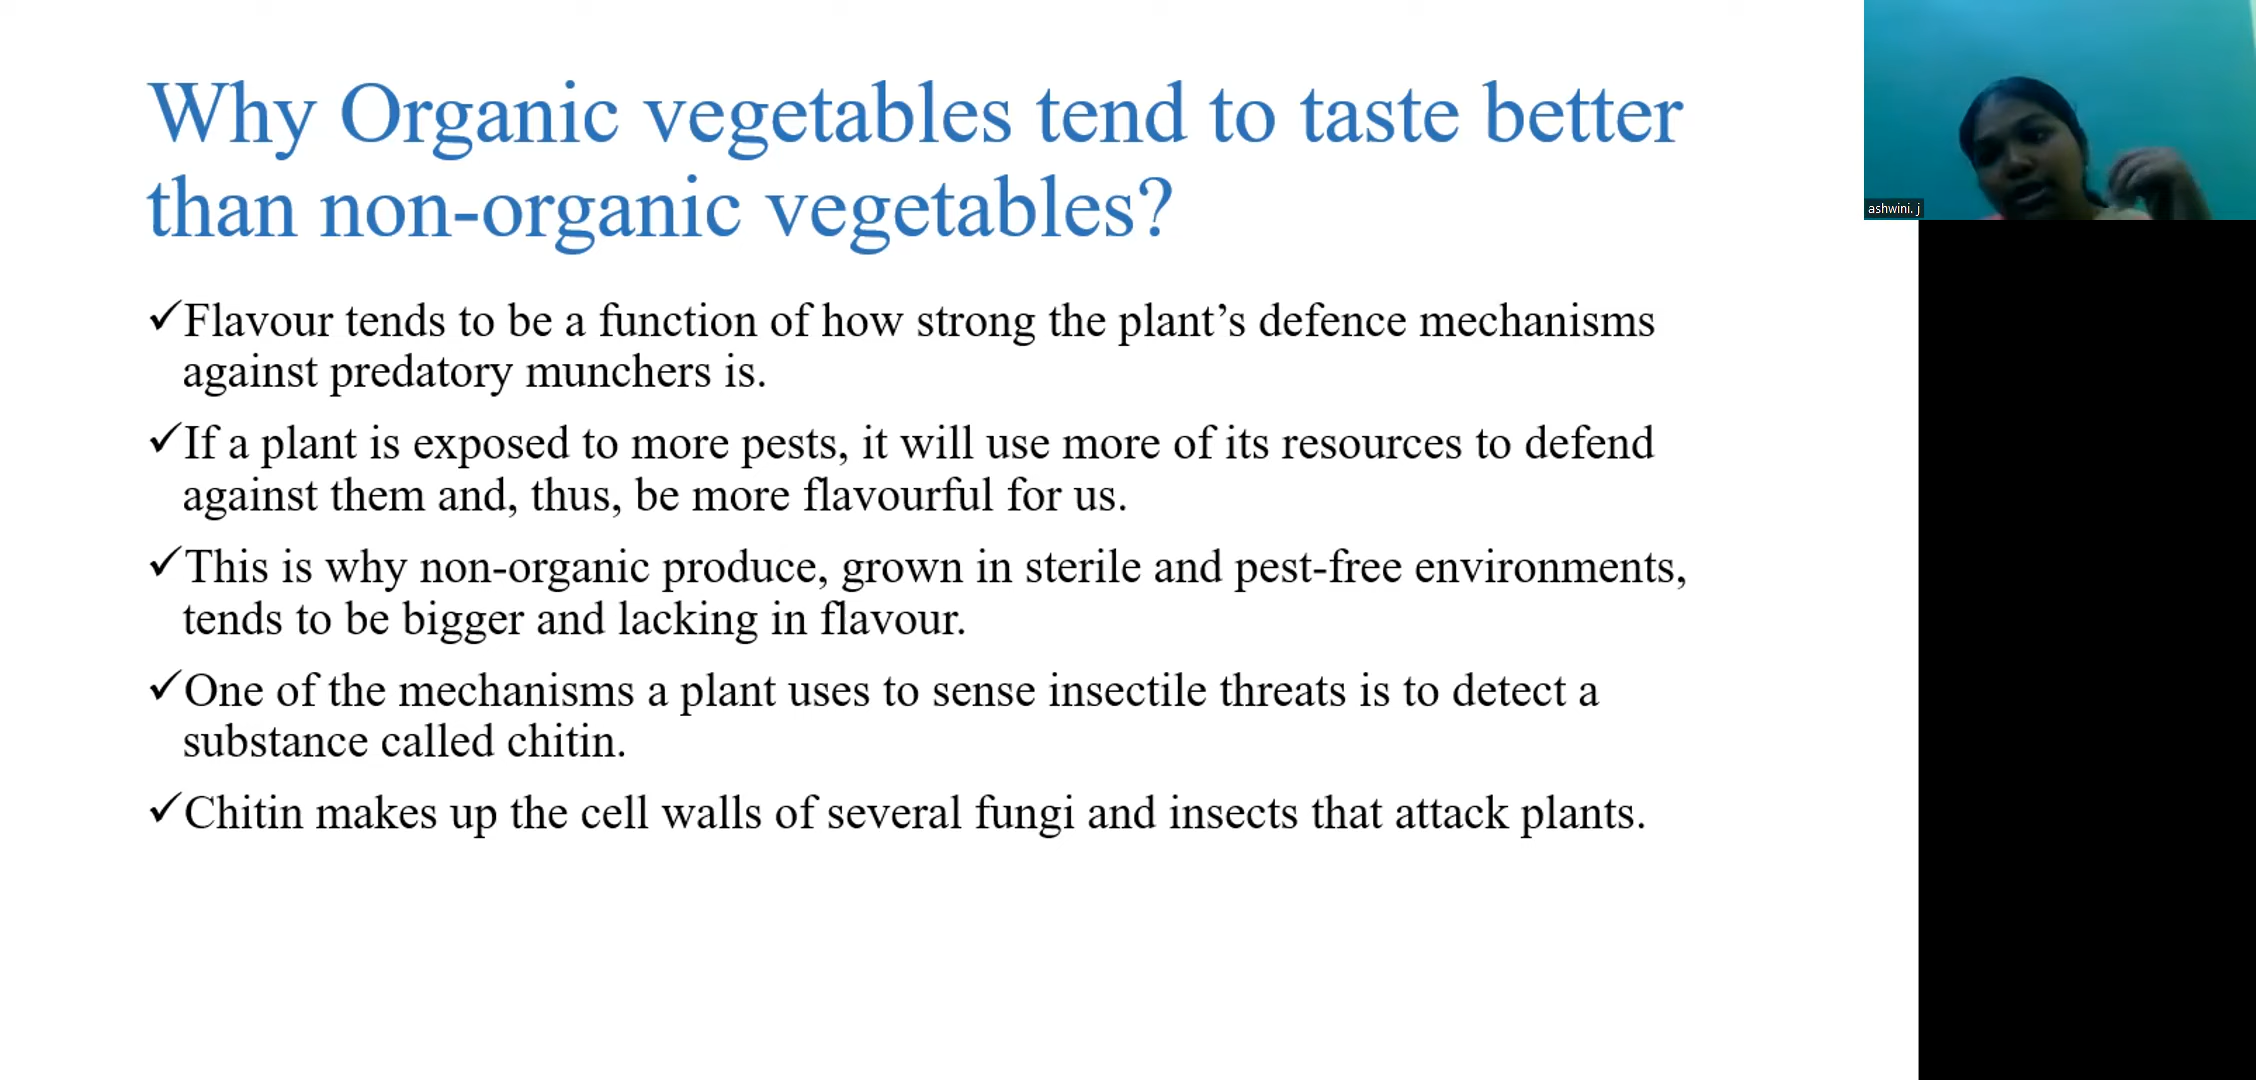 Why Organic vegetables tend to taste better
than non-organic vegetables?
✓Flavour tends to be a function of how strong the plant’s defence mechanisms
against predatory munchers is.
✓If a plant is exposed to more pests, it will use more of its resources to defend
against them and, thus, be more flavourful for us.
✓This is why non-organic produce, grown in sterile and pest-free environments,
tends to be bigger and lacking in flavour.
✓One of the mechanisms a plant uses to sense insectile threats is to detect a
substance called chitin.
✓Chitin makes up the cell walls of several fungi and insects that attack plants.
ashwini. j